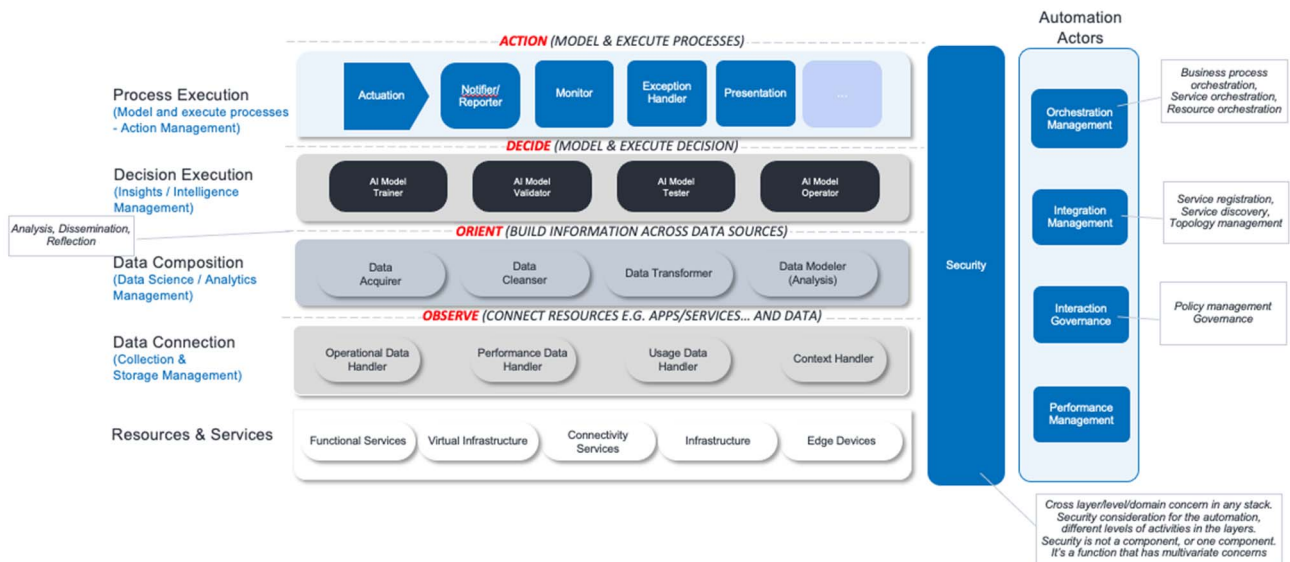 Automation
Actors
ACTION (MODEL & EXECUTE PROCESSES)
Process Execution
(Model and execute processes
- Action Management)
Actuation
Notifier/
Reporter
Monitor
Exception
Handler
Presentation
...
DECIDE (MODEL & EXECUTE DECISION)
Decision Execution
(Insights / Intelligence
Management)
AI Model
Trainer
AI Model
Validator
AI Model
Tester
AI Model
Operator
Analysis, Dissemination,
Reflection
ORIENT (BUILD INFORMATION ACROSS DATA SOURCES)
Data Composition
(Data Science / Analytics
Management)
Data
Acquirer
Data
Cleanser
Data Transformer
Data Modeler
(Analysis)
OBSERVE (CONNECT RESOURCES E.G. APPS/SERVICES... AND DATA)
Data Connection
(Collection &
Storage Management)
Operational Data
Handler
Performance Data
Handler
Usage Data
Handler
Context Handler
Resources & Services
Functional Services
Virtual Infrastructure
Connectivity
Services
Infrastructure
Edge Devices
Security
Orchestration
Management
Integration
Management
Interaction
Governance
Performance
Management
Business process
orchestration,
Service orchestration,
Resource orchestration
Service registration,
Service discovery,
Topology management
Policy management
Governance
Cross layer/level/domain concern in any stack.
Security consideration for the automation,
different levels of activities in the layers.
Security is not a component, or one component.
It's a function that has multivariate concerns